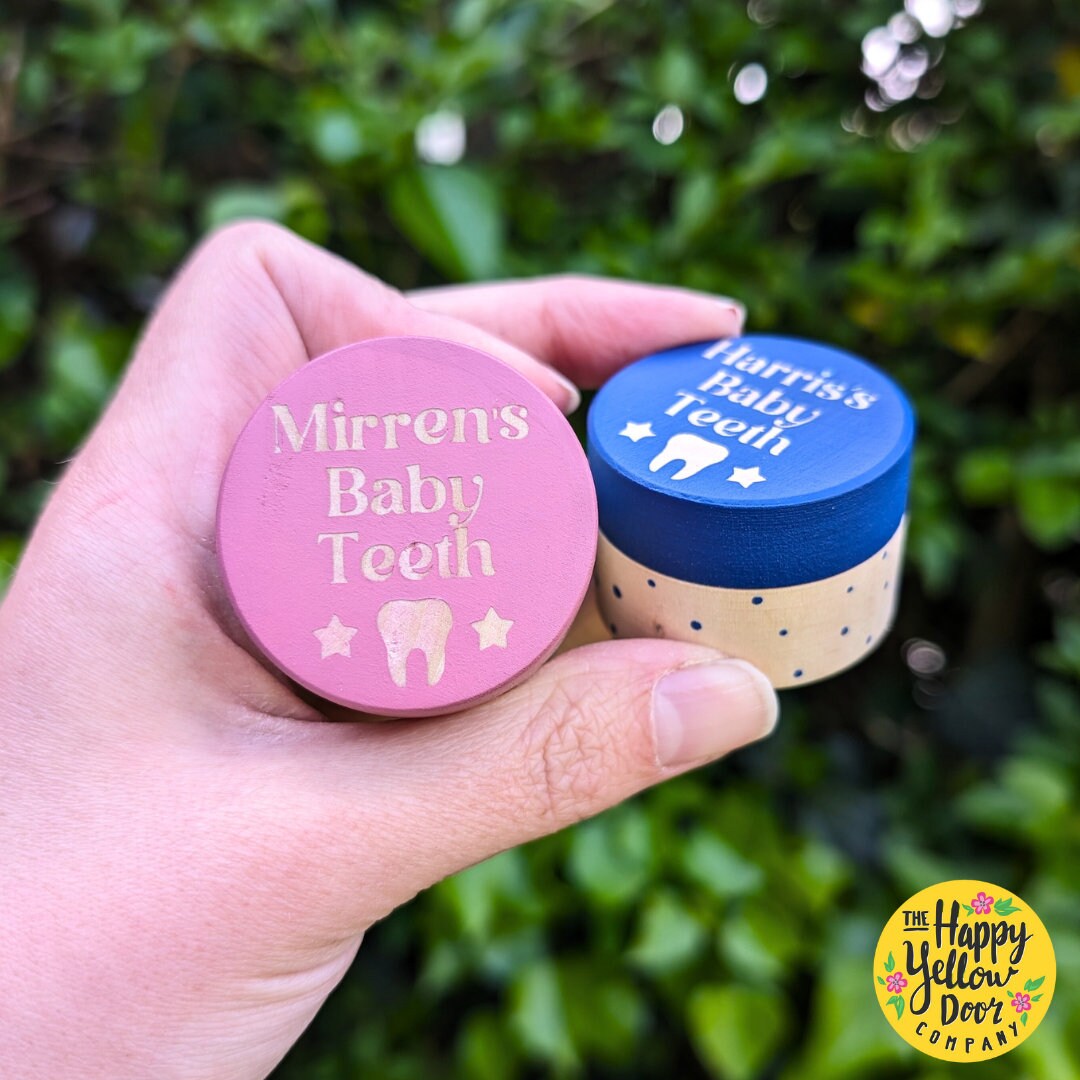 Mirren's
Baby
Teeth
Harris's
Baby
Teeth
THE Happy
Yellow
Door
COMPANY